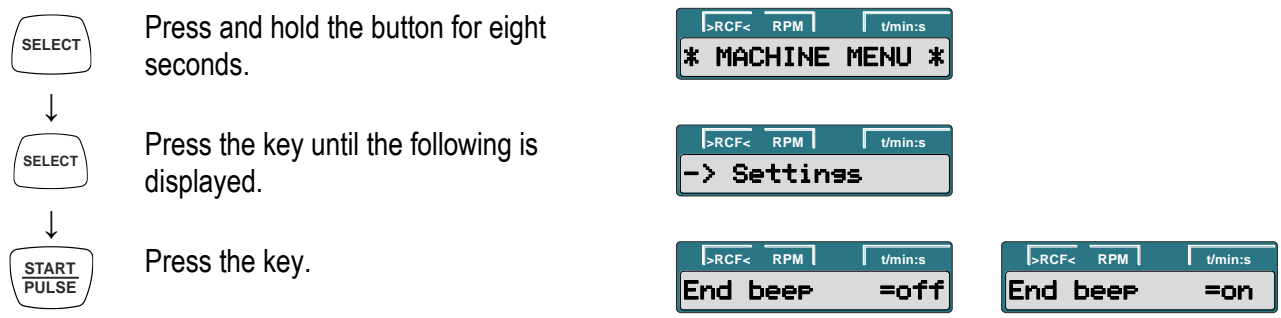 SELECT
Press and hold the button for eight
seconds.
>RCF< RPM t/min:s
* MACHINE MENU *
↓
SELECT
Press the key until the following is
displayed.
>RCF< RPM t/min:s
-> Settings
↓
START
PULSE
Press the key.
>RCF< RPM t/min:s
End beep =off
>RCF< RPM t/min:s
End beep =on